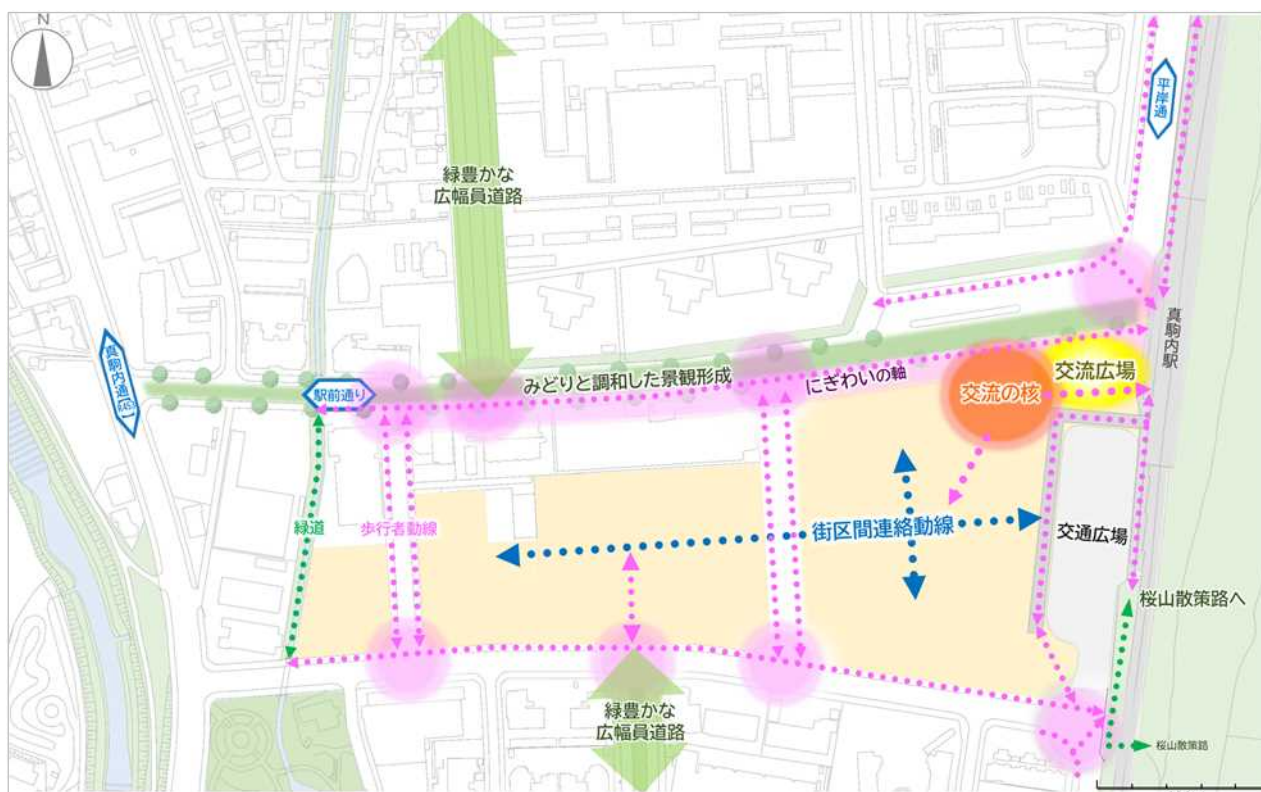 N
緑豊かな
広幅員道路
平岸通
真駒内駅
真駒内通【R453】
駅前通り
みどりと調和した景観形成
にぎわいの軸
交流の核
交流広場
緑道
歩行者動線
街区間連絡動線
交通広場
桜山散策路へ
緑豊かな
広幅員道路
桜山散策路